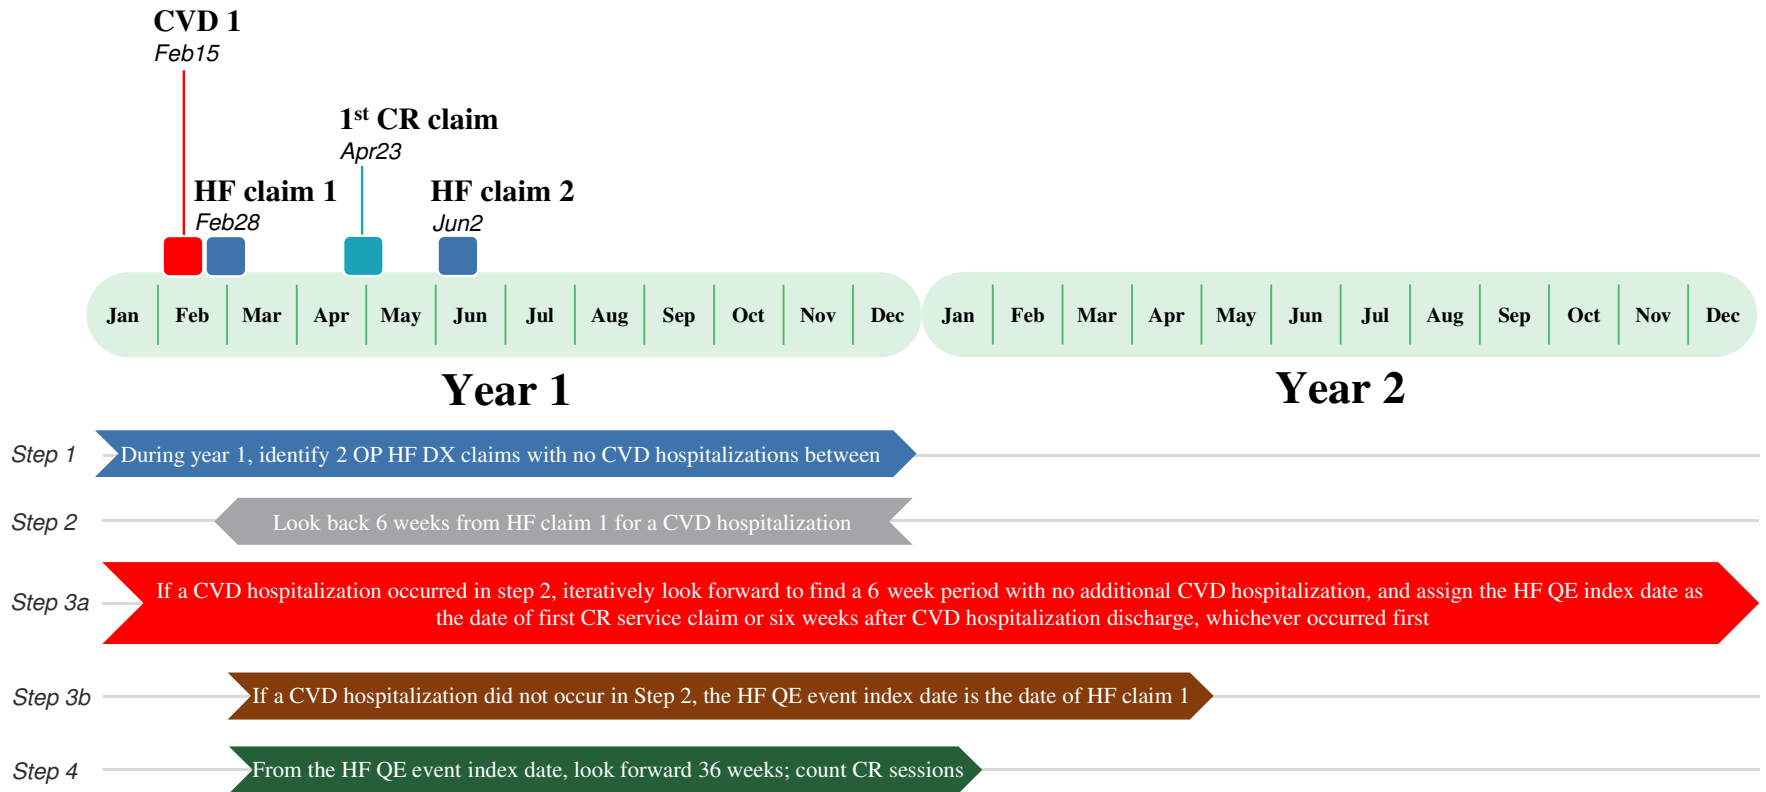 CVD 1
Feb15
1st CR claim
Apr23
HF claim 1
Feb28
HF claim 2
Jun2
Jan Feb Mar Apr May Jun Jul Aug Sep Oct Nov Dec Jan Feb Mar Apr May Jun Jul Aug Sep Oct Nov Dec
Year 1
Year 2
Step 1
During year 1, identify 2 OP HF DX claims with no CVD hospitalizations between
Step 2
Look back 6 weeks from HF claim 1 for a CVD hospitalization
Step 3a
If a CVD hospitalization occurred in step 2, iteratively look forward to find a 6 week period with no additional CVD hospitalization, and assign the HF QE index date as
the date of first CR service claim or six weeks after CVD hospitalization discharge, whichever occurred first
Step 3b
If a CVD hospitalization did not occur in Step 2, the HF QE event index date is the date of HF claim 1
Step 4
From the HF QE event index date, look forward 36 weeks; count CR sessions